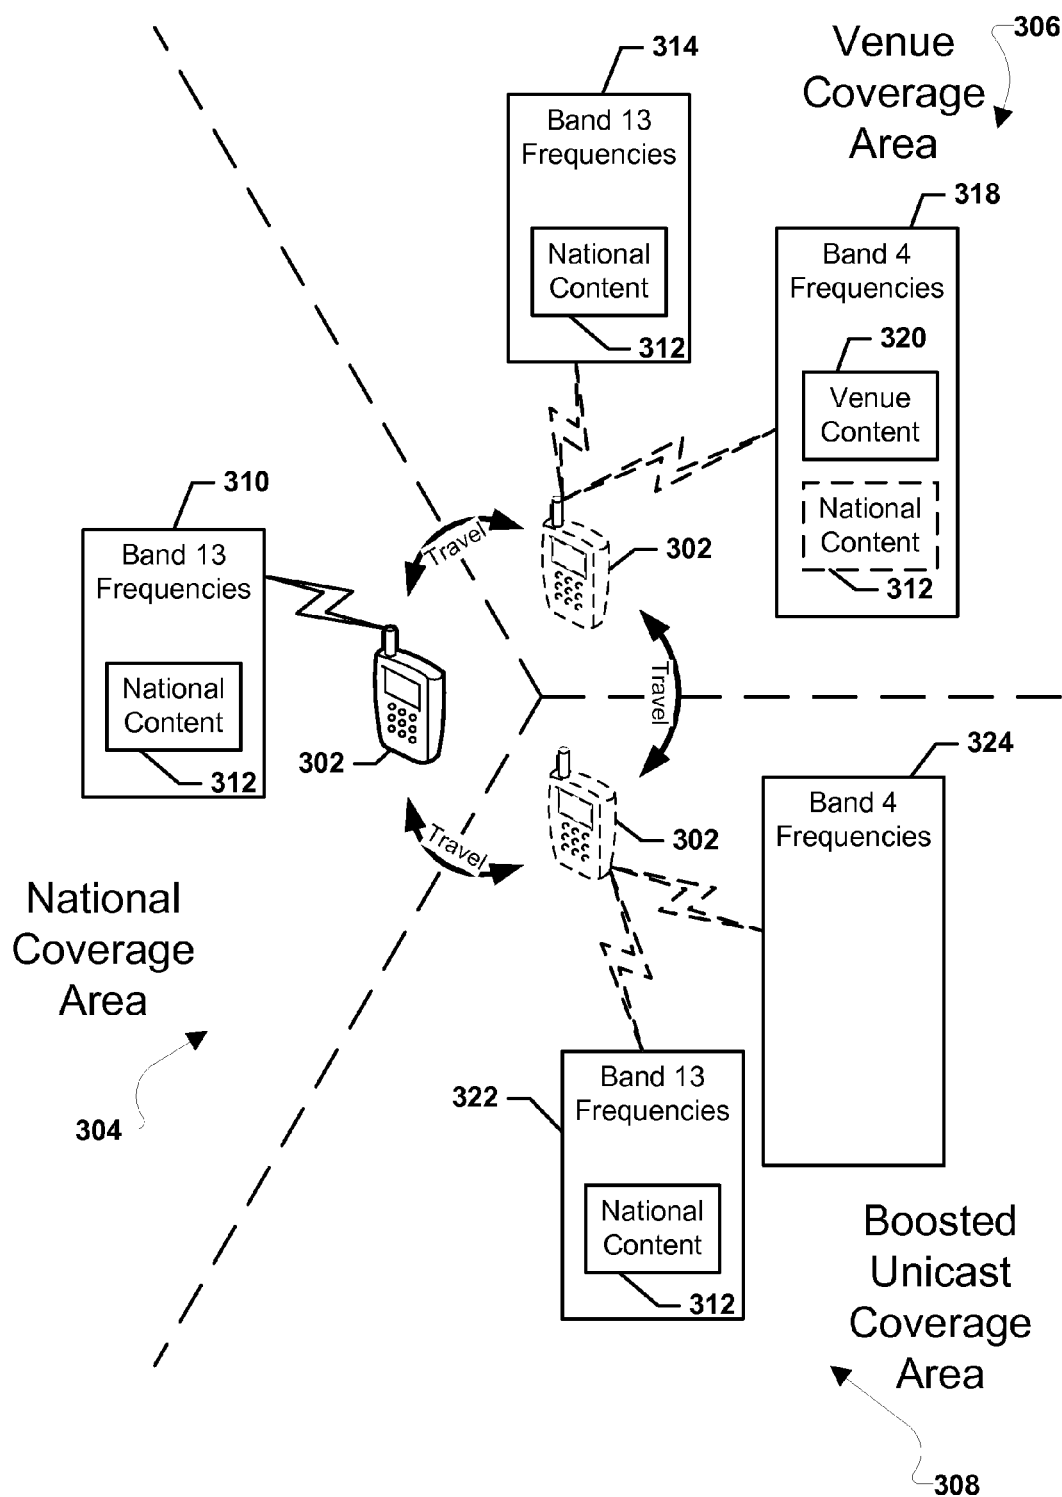 306
Venue
Coverage
Area
314
Band 13
Frequencies
National
Content
312
318
Band 4
Frequencies
320
Venue
Content
National
Content
312
310
Band 13
Frequencies
National
Content
312
302
Travel
302
Travel
Travel
302
324
Band 4
Frequencies
National
Coverage
Area
304
322
Band 13
Frequencies
National
Content
312
Boosted
Unicast
Coverage
Area
308